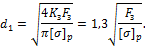 d₁ = √(4K₃F₃ / π[σ]ₚ) = 1,3√(F₃ / [σ]ₚ).